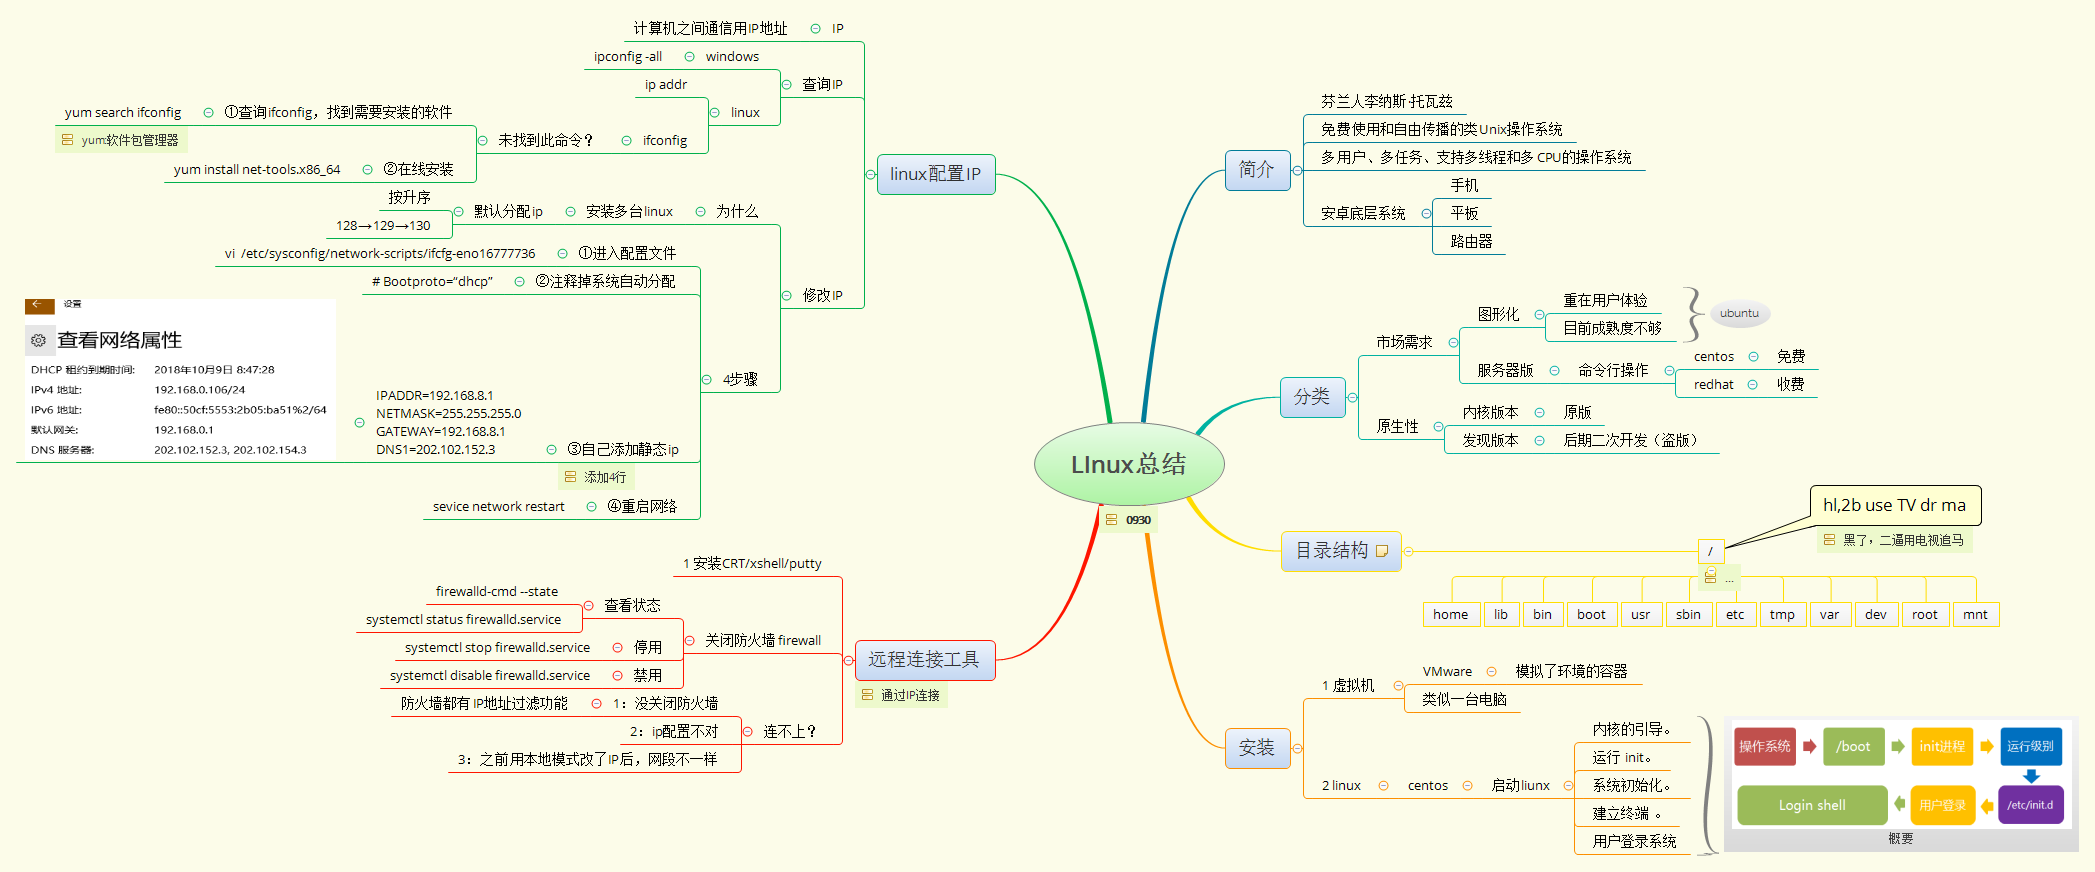 LInux总结
0930
简介
芬兰人李纳斯 托瓦兹
免费使用和自由传播的类Unix操作系统
多用户、多任务、支持多线程和多 CPU的操作系统
安卓底层系统
手机
平板
路由器
分类
市场需求
图形化
重在用户体验
目前成熟度不够
ubuntu
服务器版
命令行操作
centos
免费
redhat
收费
原生性
内核版本
原版
发现版本
后期二次开发（盗版）
目录结构
/
...
hl,2b use TV dr ma
黑了，二逼用电视追马
home
lib
bin
boot
usr
sbin
etc
tmp
var
dev
root
mnt
安装
1 虚拟机
VMware
模拟了环境的容器
类似一台电脑
2 linux
centos
启动liunx
内核的引导。
运行 init。
系统初始化。
建立终端 。
用户登录系统
操作系统
/boot
init进程
运行级别
/etc/init.d
用户登录
Login shell
概要
linux配置IP
IP
计算机之间通信用IP地址
查询IP
windows
ipconfig -all
linux
ip addr
ifconfig
未找到此命令？
①查询ifconfig，找到需要安装的软件
yum search ifconfig
yum:软件包管理器
②在线安装
yum install net-tools.x86_64
修改IP
为什么
安装多台linux
默认分配ip
按升序
128→129→130
4步骤
①进入配置文件
vi /etc/sysconfig/network-scripts/ifcfg-eno16777736
②注释掉系统自动分配
# Bootproto=“dhcp”
③自己添加静态ip
添加4行
IPADDR=192.168.8.1
NETMASK=255.255.255.0
GATEWAY=192.168.8.1
DNS1=202.102.152.3
设置
查看网络属性
DHCP 租约到期时间: 2018年10月9日 8:47:28
IPv4 地址: 192.168.0.106/24
IPv6 地址: fe80::50cf:5553:2b05:ba51%2/64
默认网关: 192.168.0.1
DNS 服务器: 202.102.152.3, 202.102.154.3
④重启网络
sevice network restart
远程连接工具
通过IP连接
1 安装CRT/xshell/putty
关闭防火墙 firewall
查看状态
firewalld-cmd --state
systemctl status firewalld.service
停用
systemctl stop firewalld.service
禁用
systemctl disable firewalld.service
连不上？
1：没关闭防火墙
防火墙都有 IP地址过滤功能
2：ip配置不对
3：之前用本地模式改了IP后，网段不一样